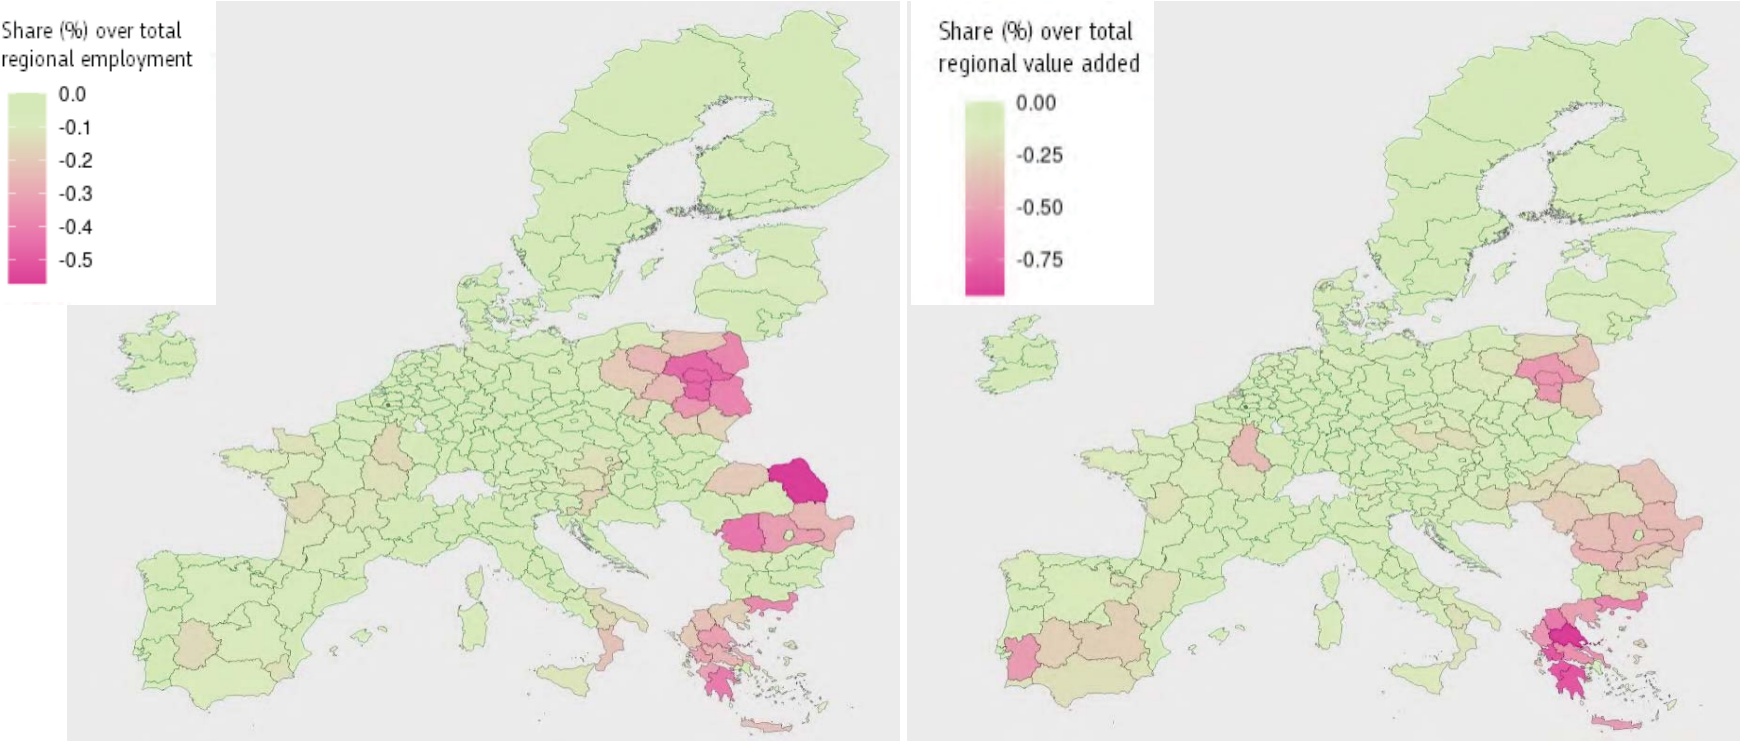 Share (%) over total
regional employment
0.0
-0.1
-0.2
-0.3
-0.4
-0.5
Share (%) over total
regional value added
0.00
-0.25
-0.50
-0.75